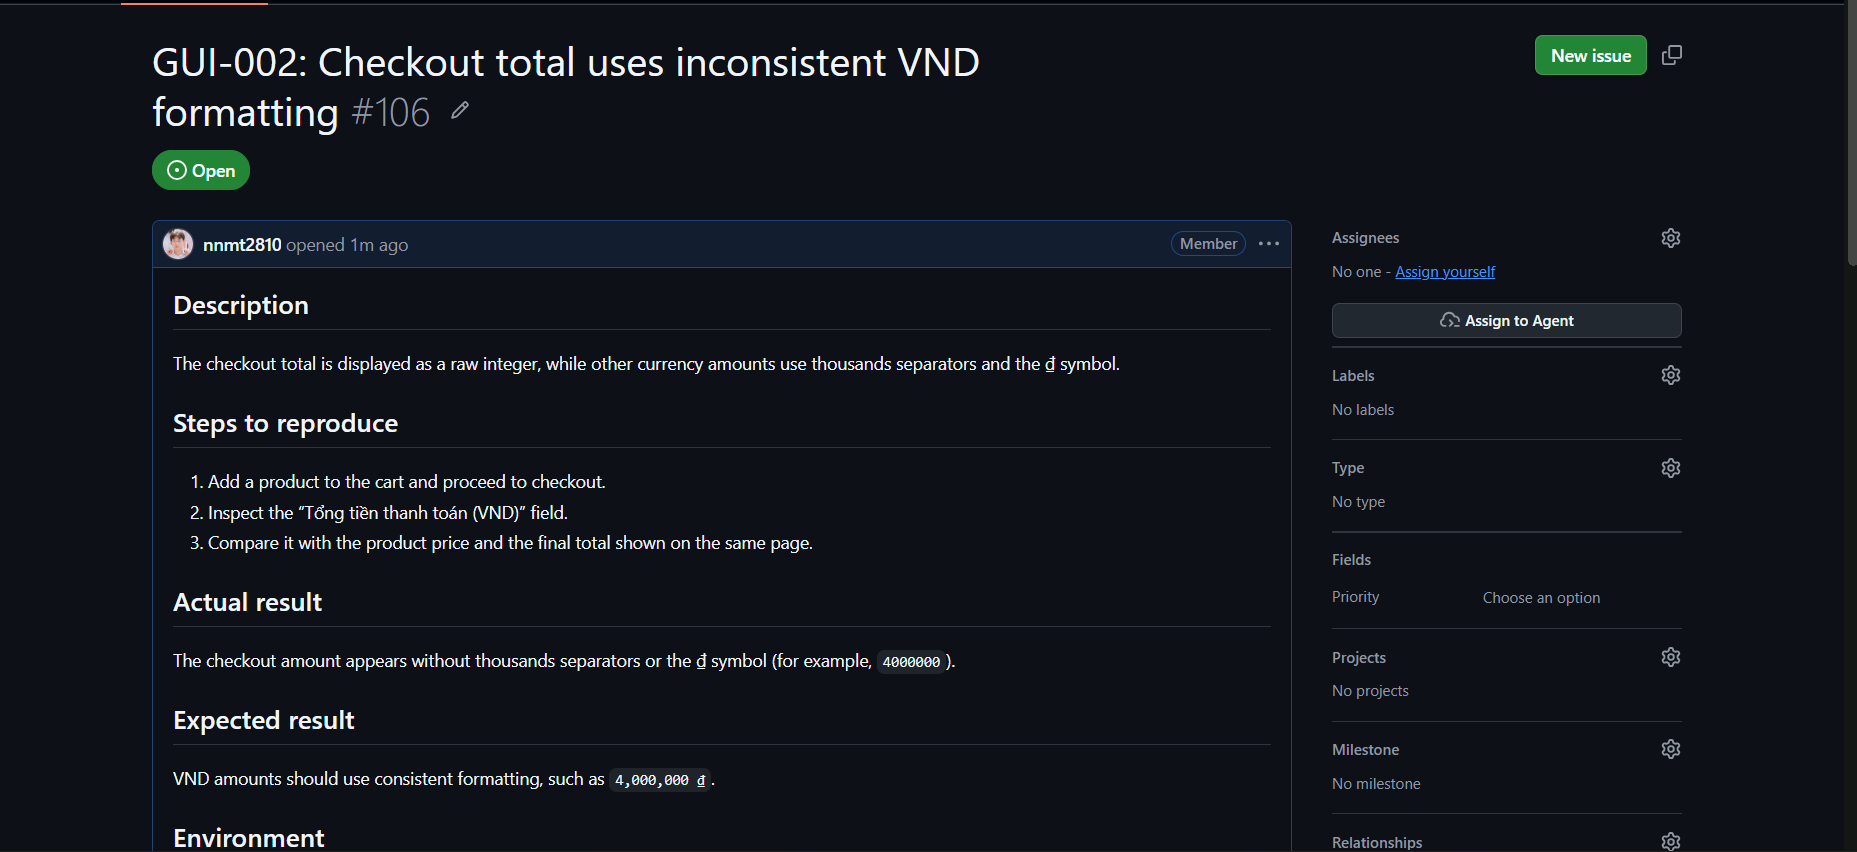 GUI-002: Checkout total uses inconsistent VND
formatting #106
New issue
Open
nnmt2810 opened 1m ago
Member
Description
The checkout total is displayed as a raw integer, while other currency amounts use thousands separators and the ₫ symbol.
Steps to reproduce
1. Add a product to the cart and proceed to checkout.
2. Inspect the “Tổng tiền thanh toán (VND)” field.
3. Compare it with the product price and the final total shown on the same page.
Actual result
The checkout amount appears without thousands separators or the ₫ symbol (for example, 4000000).
Expected result
VND amounts should use consistent formatting, such as 4,000,000 ₫.
Environment
Assignees
No one - Assign yourself
Assign to Agent
Labels
No labels
Type
No type
Fields
Priority
Choose an option
Projects
No projects
Milestone
No milestone
Relationships